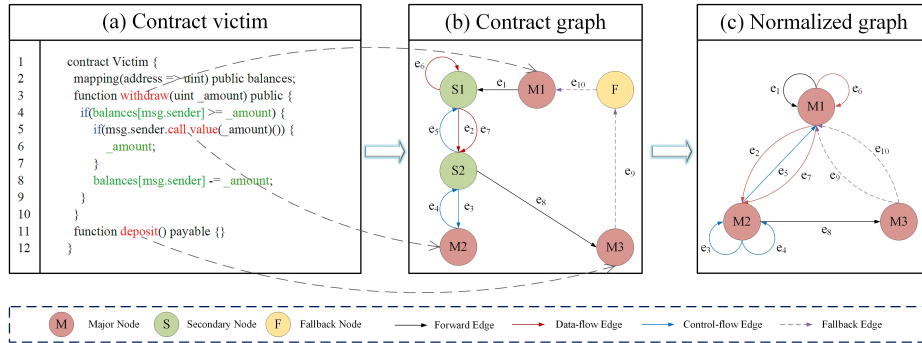 (a) Contract victim
1 contract Victim {
2 mapping(address => uint) public balances;
3 function withdraw(uint _amount) public {
4 if(balances[msg.sender] >= _amount) {
5 if(msg.sender.call.value(_amount)()) {
6 _amount;
7 }
8 balances[msg.sender] -= _amount;
9 }
10 }
11 function deposit() payable {}
12 }
(b) Contract graph
e6
S1
e1
M1
e10
F
e5
e2
e7
S2
e9
e4
e3
e8
M2
M3
(c) Normalized graph
e1
e6
M1
e2
e5
e7
e10
e9
M2
e8
M3
e3
e4
M Major Node
S Secondary Node
F Fallback Node
Forward Edge
Data-flow Edge
Control-flow Edge
Fallback Edge